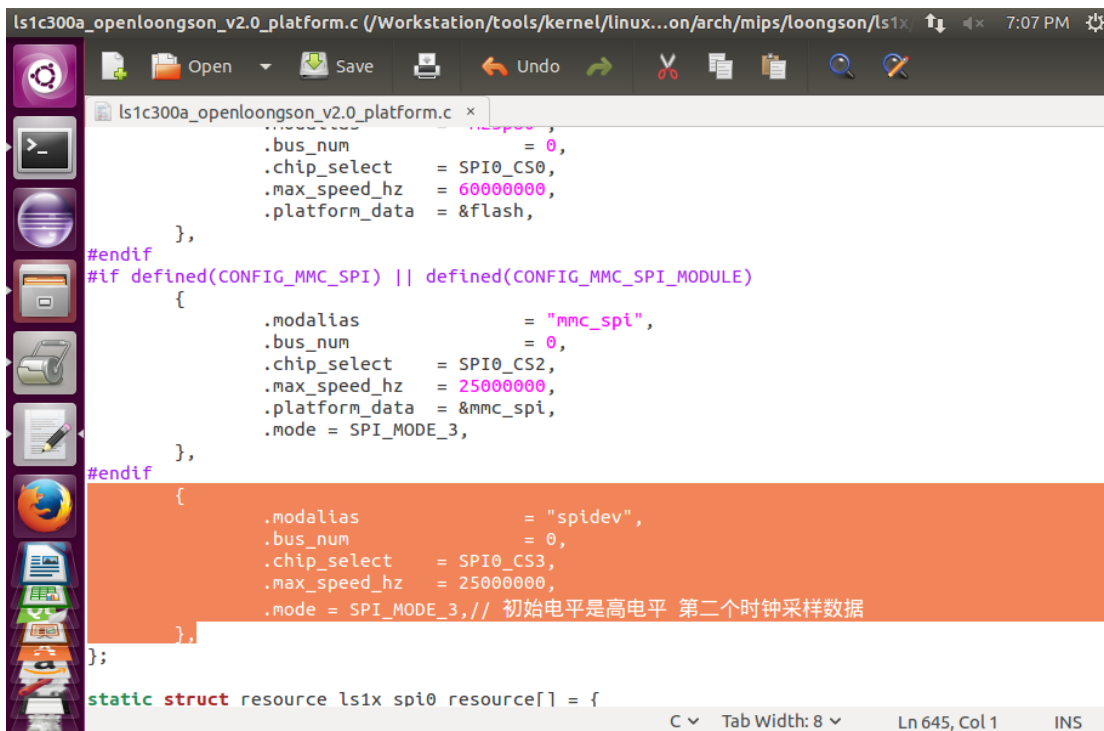 ls1c300a_openloongson_v2.0_platform.c (/Workstation/tools/kernel/linux...on/arch/mips/loongson/ls1x/ 7:07 PM
Open Save Undo
ls1c300a_openloongson_v2.0_platform.c ×
.bus_num = 0,
.chip_select = SPI0_CS0,
.max_speed_hz = 60000000,
.platform_data = &flash,
},
#endif
#if defined(CONFIG_MMC_SPI) || defined(CONFIG_MMC_SPI_MODULE)
{
.modalias = "mmc_spi",
.bus_num = 0,
.chip_select = SPI0_CS2,
.max_speed_hz = 25000000,
.platform_data = &mmc_spi,
.mode = SPI_MODE_3,
},
#endif
{
.modalias = "spidev",
.bus_num = 0,
.chip_select = SPI0_CS3,
.max_speed_hz = 25000000,
.mode = SPI_MODE_3,// 初始电平是高电平 第二个时钟采样数据
},
};
static struct resource ls1x_spi0_resource[] = {
C Tab Width: 8 Ln 645, Col 1 INS